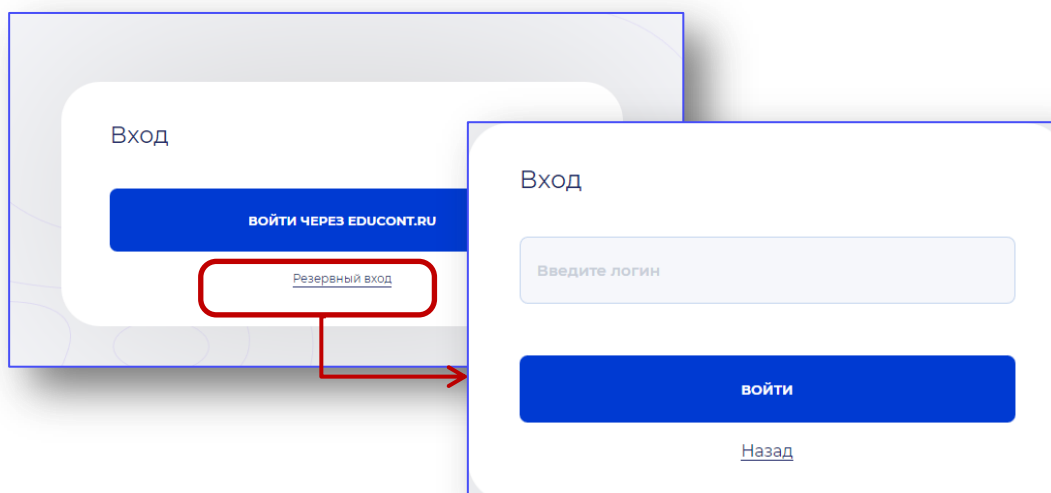 Вход
ВОЙТИ ЧЕРЕЗ EDUCONT.RU
Резервный вход
Вход
Введите логин
ВОЙТИ
Назад